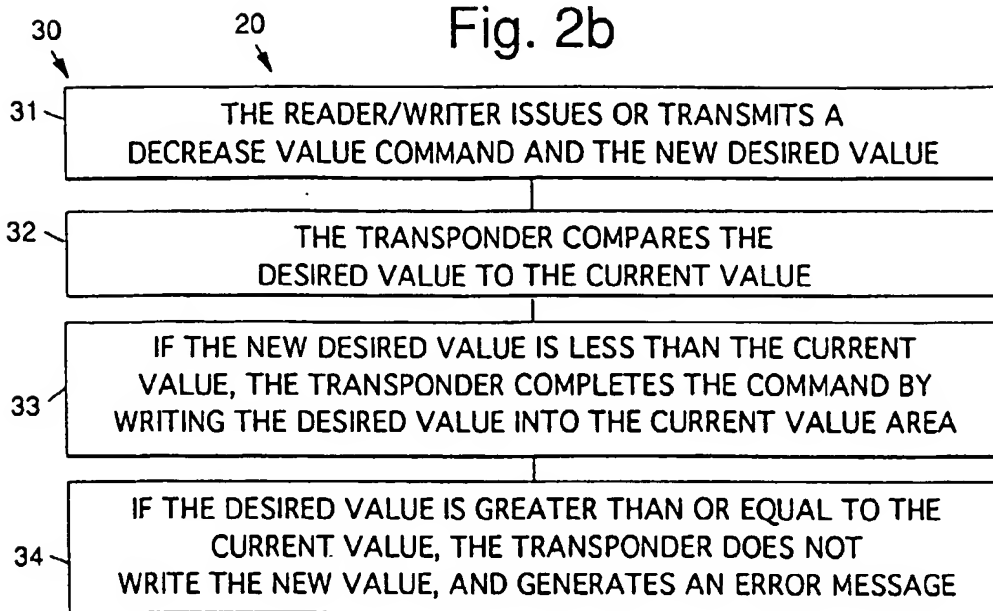 Fig. 2b
30
20
31
THE READER/WRITER ISSUES OR TRANSMITS A
DECREASE VALUE COMMAND AND THE NEW DESIRED VALUE
32
THE TRANSPONDER COMPARES THE
DESIRED VALUE TO THE CURRENT VALUE
33
IF THE NEW DESIRED VALUE IS LESS THAN THE CURRENT
VALUE, THE TRANSPONDER COMPLETES THE COMMAND BY
WRITING THE DESIRED VALUE INTO THE CURRENT VALUE AREA
34
IF THE DESIRED VALUE IS GREATER THAN OR EQUAL TO THE
CURRENT VALUE, THE TRANSPONDER DOES NOT
WRITE THE NEW VALUE, AND GENERATES AN ERROR MESSAGE